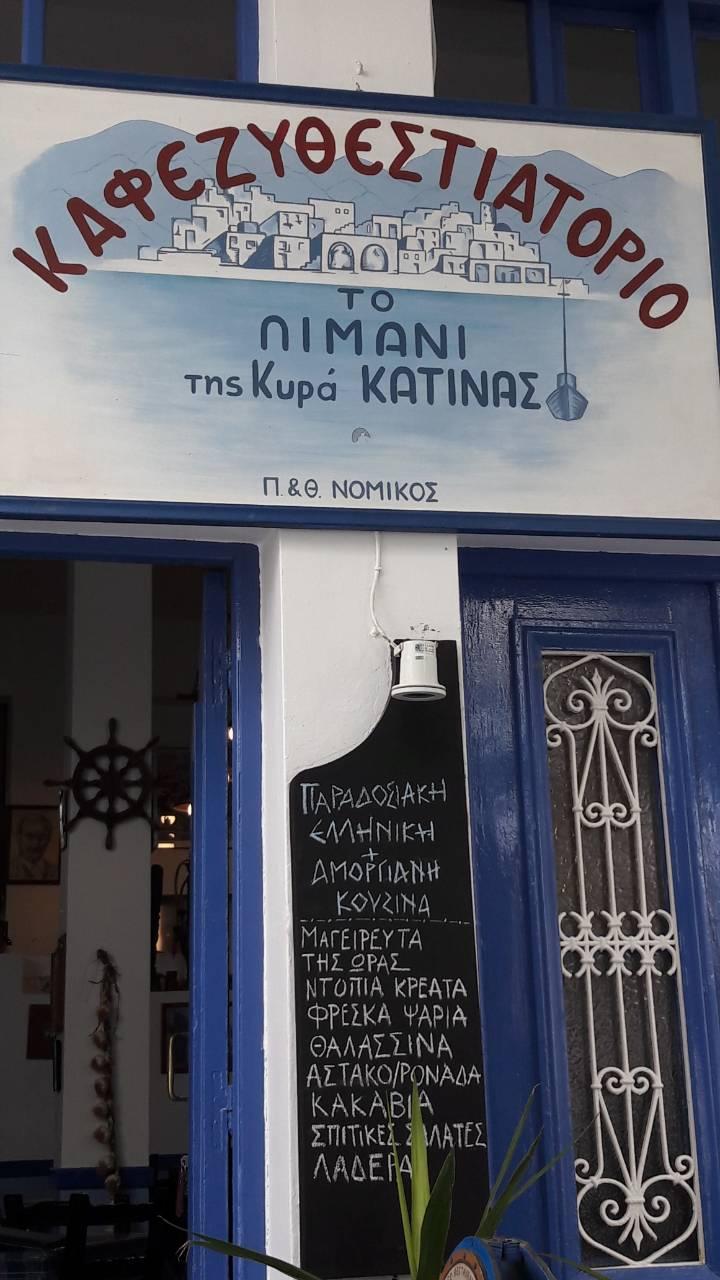 ΚΑΦΕΖΥΘΕΣΤΙΑΤΟΡΙΟ
ΤΟ
ΛΙΜΑΝΙ
της Κυρά ΚΑΤΙΝΑΣ
Π. & Θ. ΝΟΜΙΚΟΣ
ΠΑΡΑΔΟΣΙΑΚΗ
ΕΛΛΗΝΙΚΗ
+
ΑΜΟΡΓΙΑΝΗ
ΚΟΥΖΙΝΑ
ΜαΓΕΙΡΕΥΤΑ
ΤΗΣ ΩΡΑΣ
ΝΤΟΠΙΑ ΚΡΕΑΤΑ
ΦΡΕΣΚΑ ΨΑΡΙΑ
ΘΑΛΑΣΣΙΝΑ
ΑΣΤΑΚΟ/ΡΟΝΑΔΑ
ΚΑΚΑΒΙΑ
ΣΠΙΤΙΚΕΣ ΣΑΛΑΤΕΣ
ΛΑΔΕΡΑ